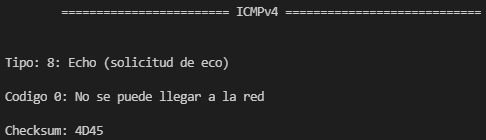 ======================== ICMPv4 ============================
Tipo: 8: Echo (solicitud de eco)
Codigo 0: No se puede llegar a la red
Checksum: 4D45